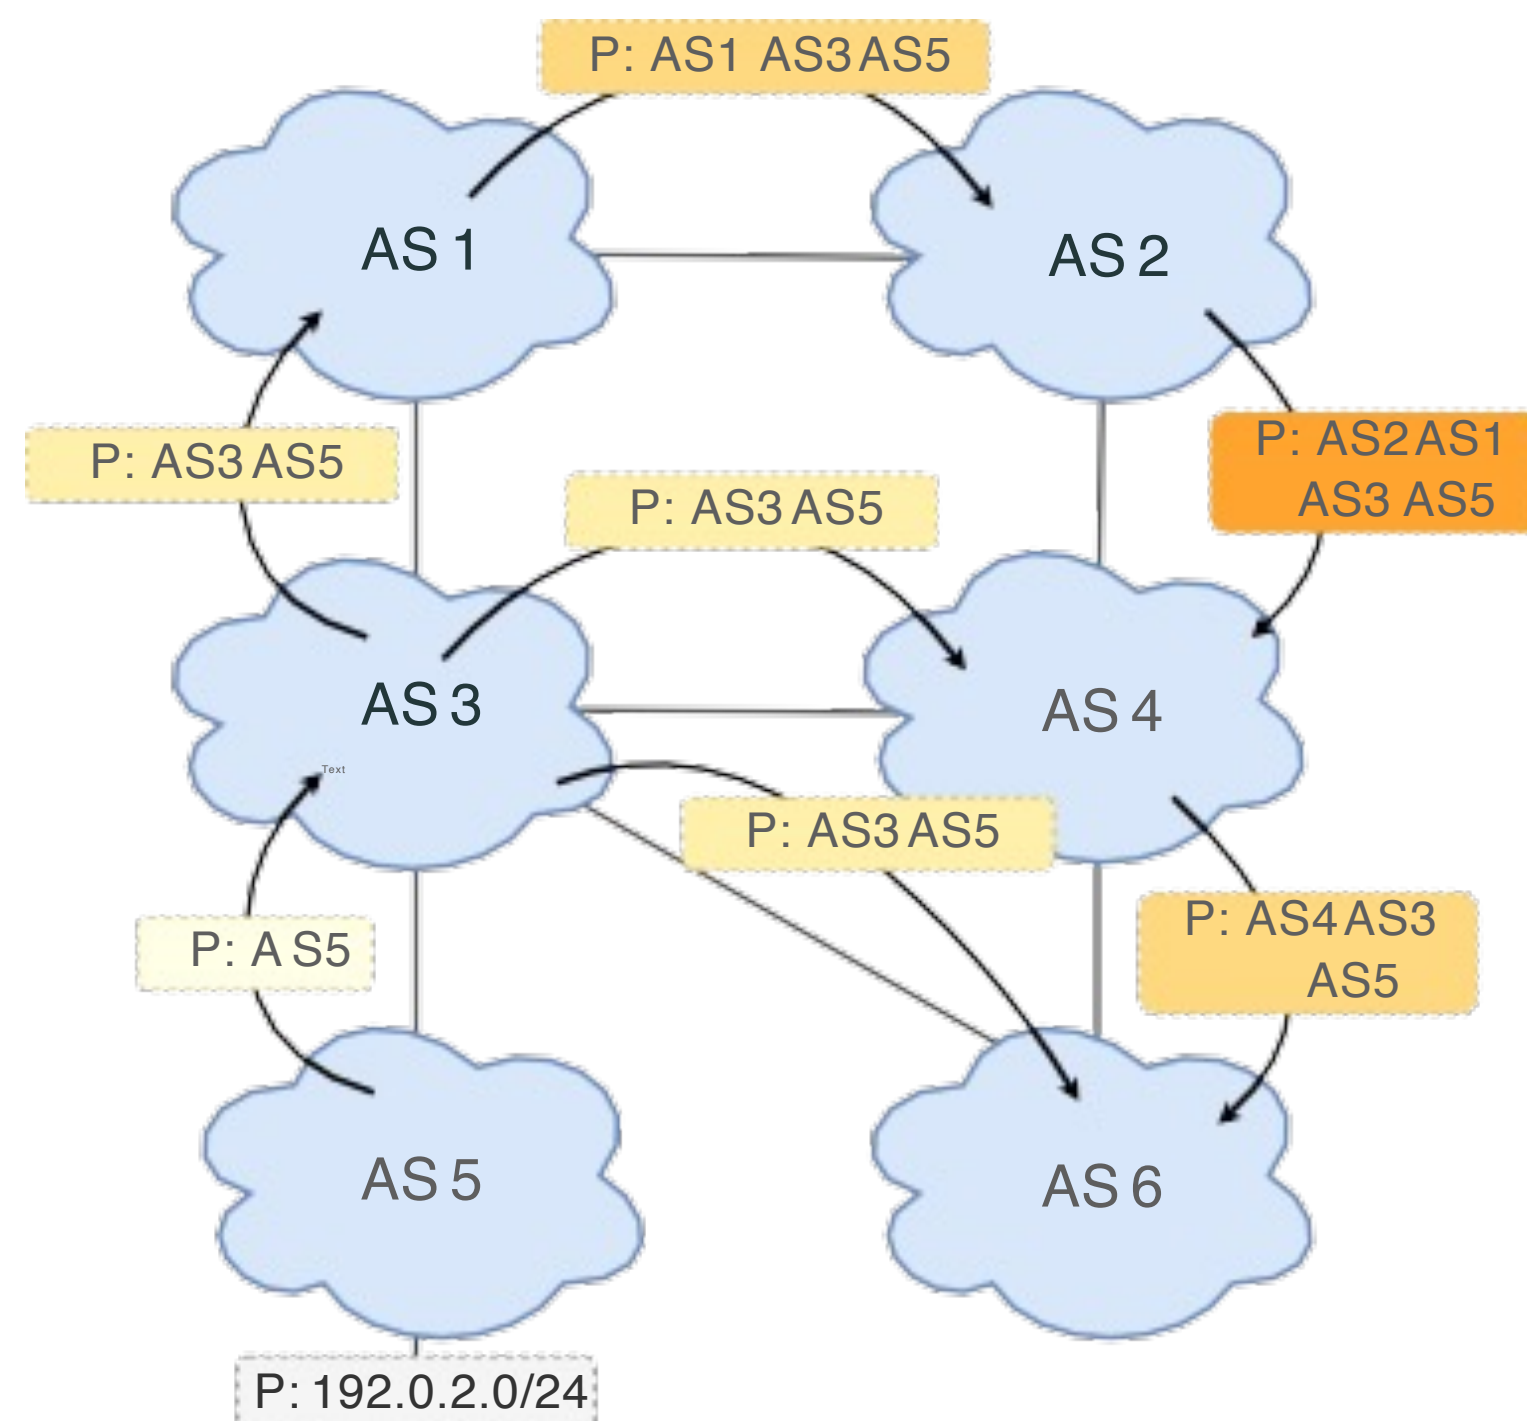 P: AS1 AS3 AS5
AS 1
AS 2
P: AS3 AS5
P: AS3 AS5
P: AS2 AS1
AS3 AS5
AS 3
AS 4
Text
P: AS3 AS5
P: A S5
P: AS4 AS3
AS5
AS 5
AS 6
P: 192.0.2.0/24